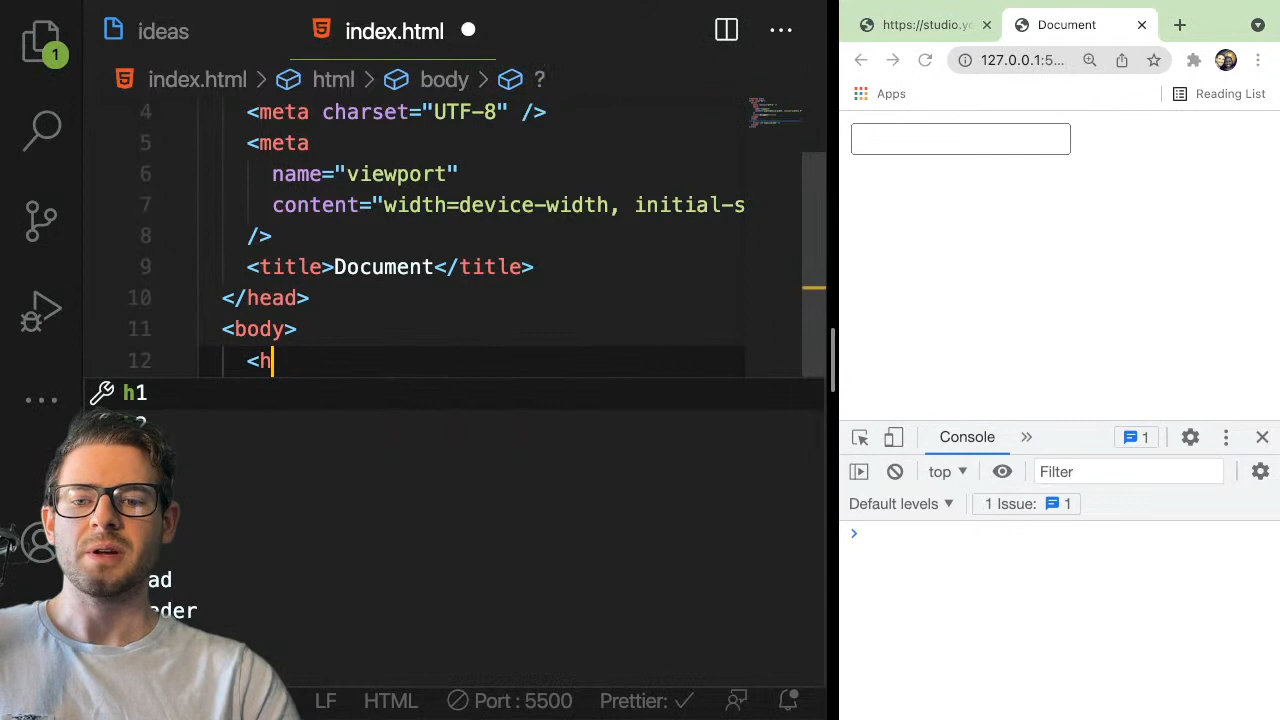 ideas
index.html
index.html > html > body > ?
1
4 <meta charset="UTF-8" />
5 <meta
6 name="viewport"
7 content="width=device-width, initial-s
8 />
9 <title>Document</title>
10 </head>
11 <body>
12 <h
h1
ad
ader
LF HTML Port : 5500 Prettier: ✓
https://studio.yo
Document
127.0.0.1:5...
Apps
Reading List
Console » 1
top ▼ Filter
Default levels ▼ 1 Issue: 1
>